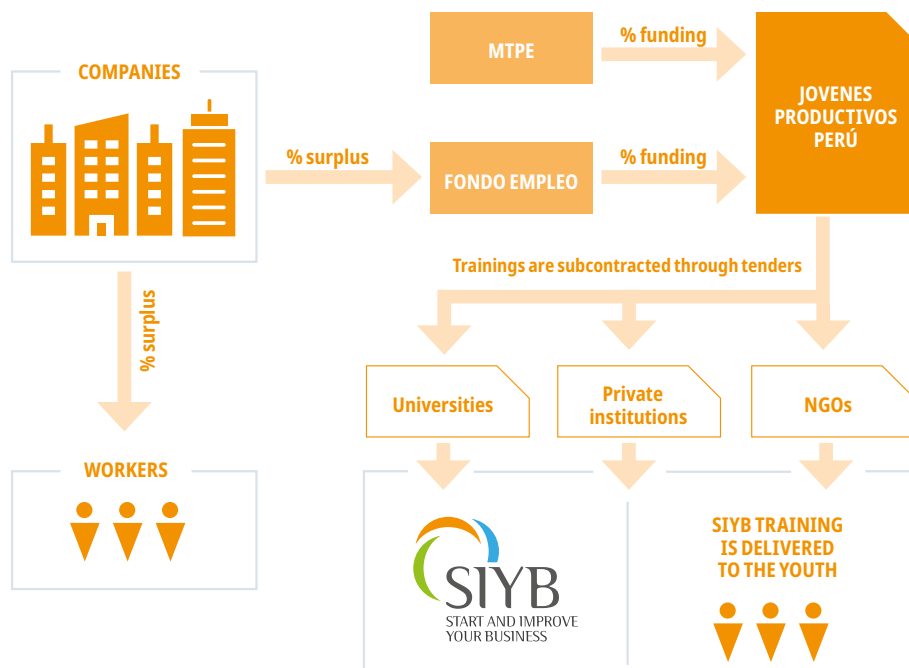 COMPANIES
% surplus
% surplus
WORKERS
MTPE
% funding
FONDO EMPLEO
% funding
JOVENES
PRODUCTIVOS
PERÚ
Trainings are subcontracted through tenders
Universities
Private
institutions
NGOs
SIYB
START AND IMPROVE
YOUR BUSINESS
SIYB TRAINING
IS DELIVERED
TO THE YOUTH